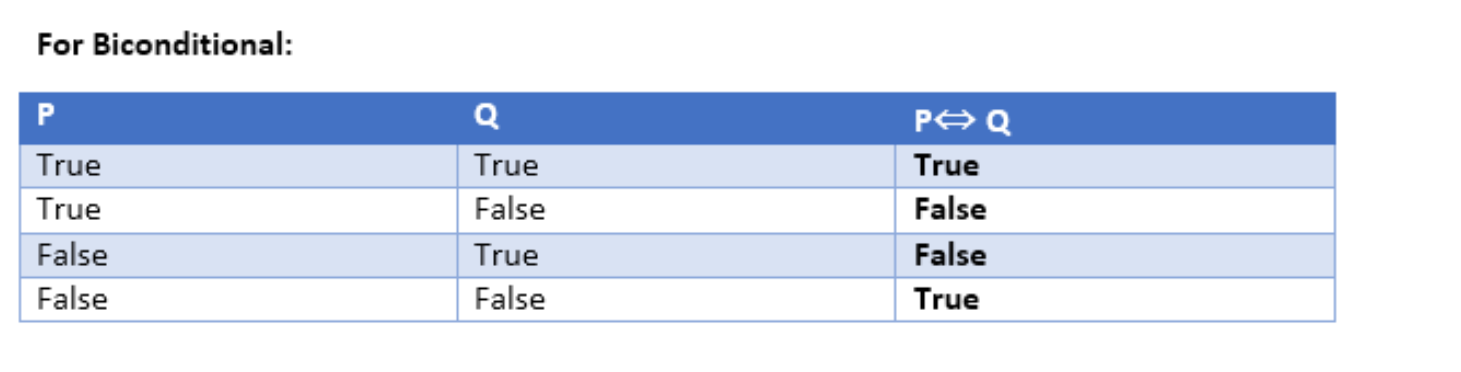 For Biconditional:
P Q P⇔ Q
True True True
True False False
False True False
False False True